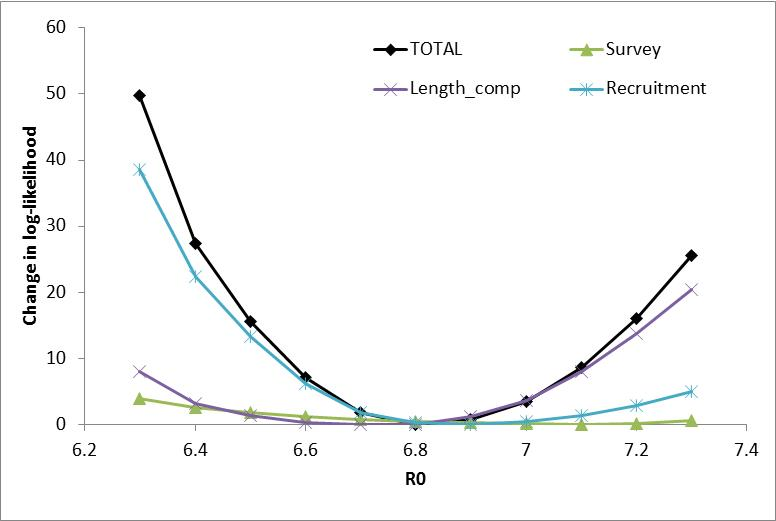 60
50
40
30
20
10
0
Change in log-likelihood
TOTAL
Survey
Length_comp
Recruitment
6.2
6.4
6.6
6.8
7
7.2
7.4
R0